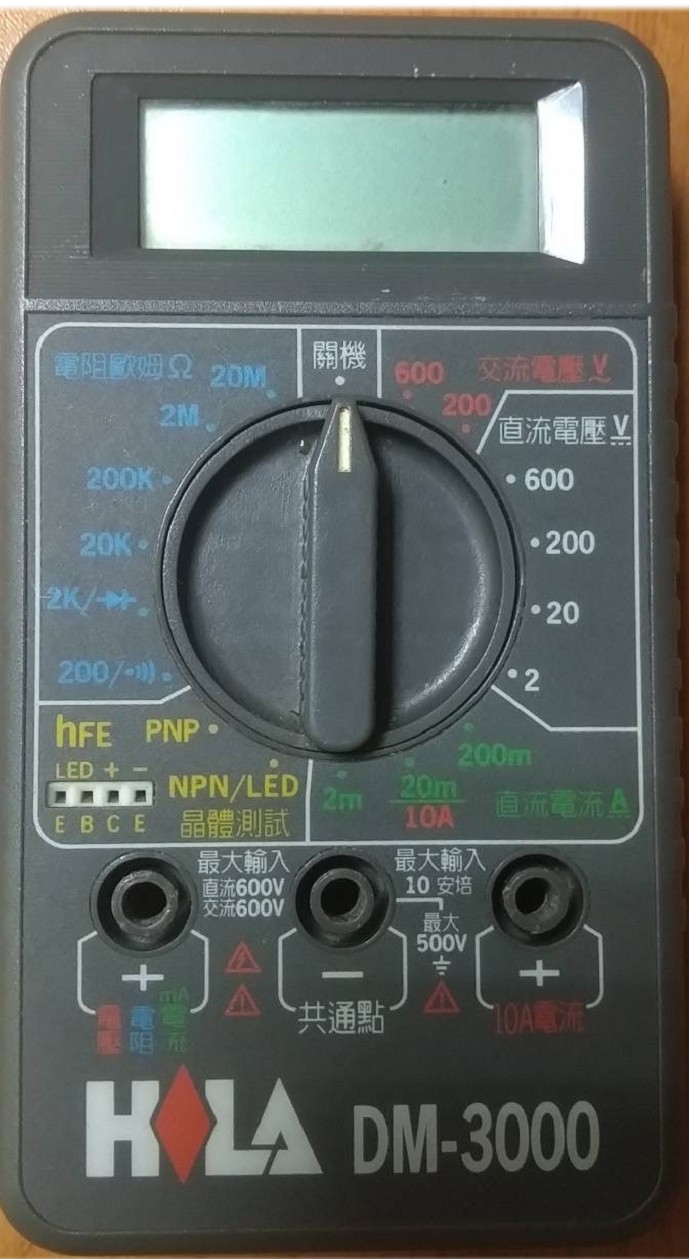 關機
電阻歐姆Ω 20M
2M
200K
20K
2K/
200/
600 交流電壓 V
200
直流電壓 V
600
200
20
2
hFE PNP
LED + −
NPN/LED
E B C E
晶體測試
200m
2m 20m
10A
直流電流 A
最大輸入
直流600V
交流600V
最大輸入
10 安培
最大
500V
+
−
+
電壓 電阻 mA電流
共通點
10A電流
HOLA DM-3000